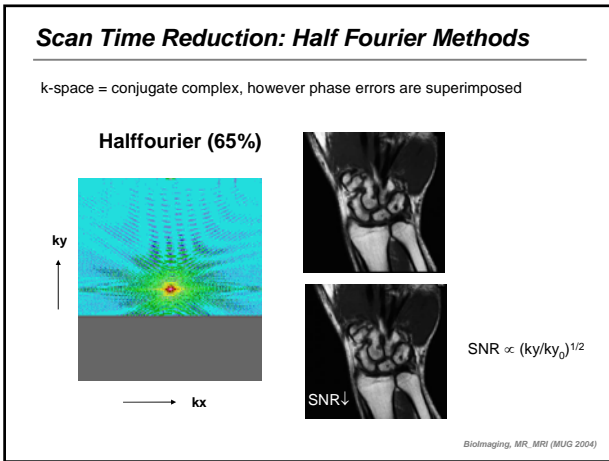 Scan Time Reduction: Half Fourier Methods
k-space = conjugate complex, however phase errors are superimposed
Halffourier (65%)
ky
kx
SNR↓
SNR ∝ (ky/ky₀)¹/²
BioImaging, MR_MRI (MUG 2004)